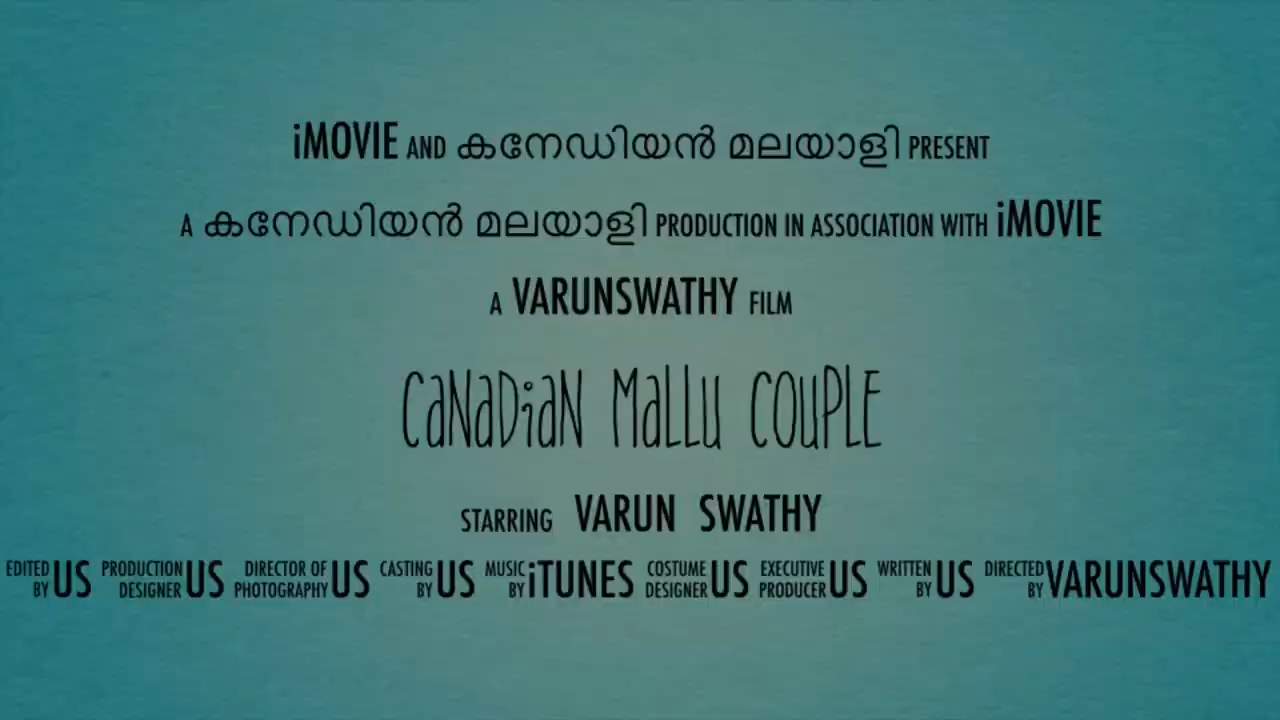 iMOVIE AND കനേഡിയൻ മലയാളി PRESENT
A കനേഡിയൻ മലയാളി PRODUCTION IN ASSOCIATION WITH iMOVIE
A VARUNSWATHY FILM
CaNaDiaN MaLLU COUPLE
STARRING VARUN SWATHY
EDITED BY US PRODUCTION DESIGNER US DIRECTOR OF PHOTOGRAPHY US CASTING BY US MUSIC BY iTUNES COSTUME DESIGNER US EXECUTIVE PRODUCER US WRITTEN BY US DIRECTED BY VARUNSWATHY